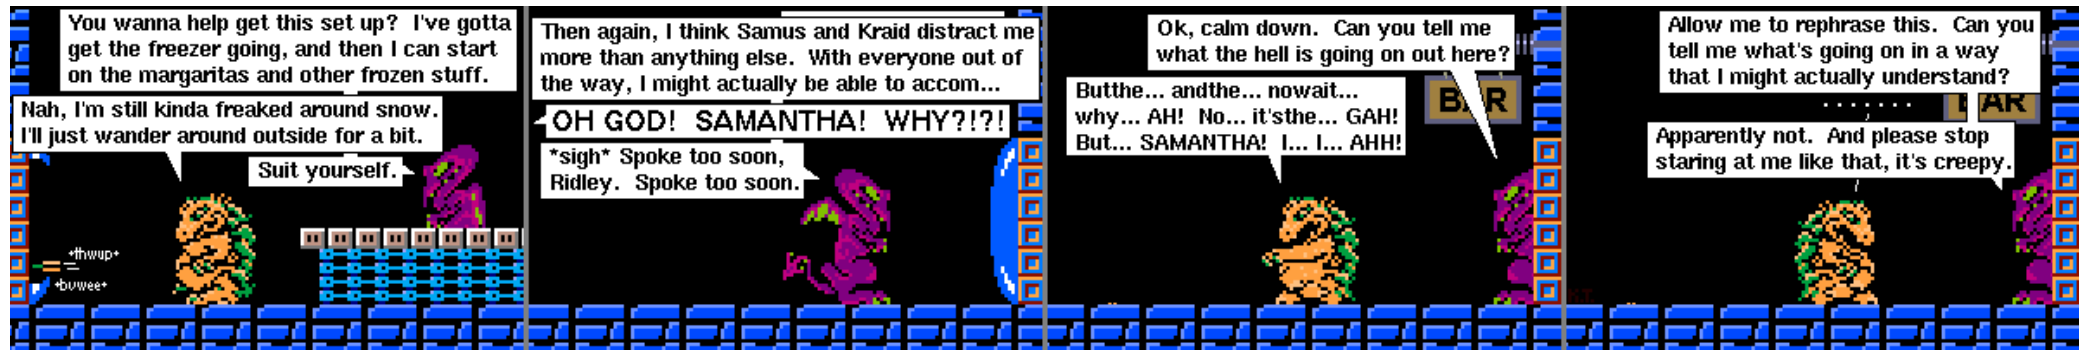 You wanna help get this set up? I've gotta
get the freezer going, and then I can start
on the margaritas and other frozen stuff.
Nah, I'm still kinda freaked around snow.
I'll just wander around outside for a bit.
Suit yourself.
*thwup*
*buwee*
Then again, I think Samus and Kraid distract me
more than anything else. With everyone out of
the way, I might actually be able to accom...
OH GOD! SAMANTHA! WHY?!?!
*sigh* Spoke too soon,
Ridley. Spoke too soon.
Ok, calm down. Can you tell me
what the hell is going on out here?
BAR
Butthe... andthe... nowait...
why... AH! No... it'sthe... GAH!
But... SAMANTHA! I... I... AHH!
Allow me to rephrase this. Can you
tell me what's going on in a way
that I might actually understand?
.......
BAR
Apparently not. And please stop
staring at me like that, it's creepy.